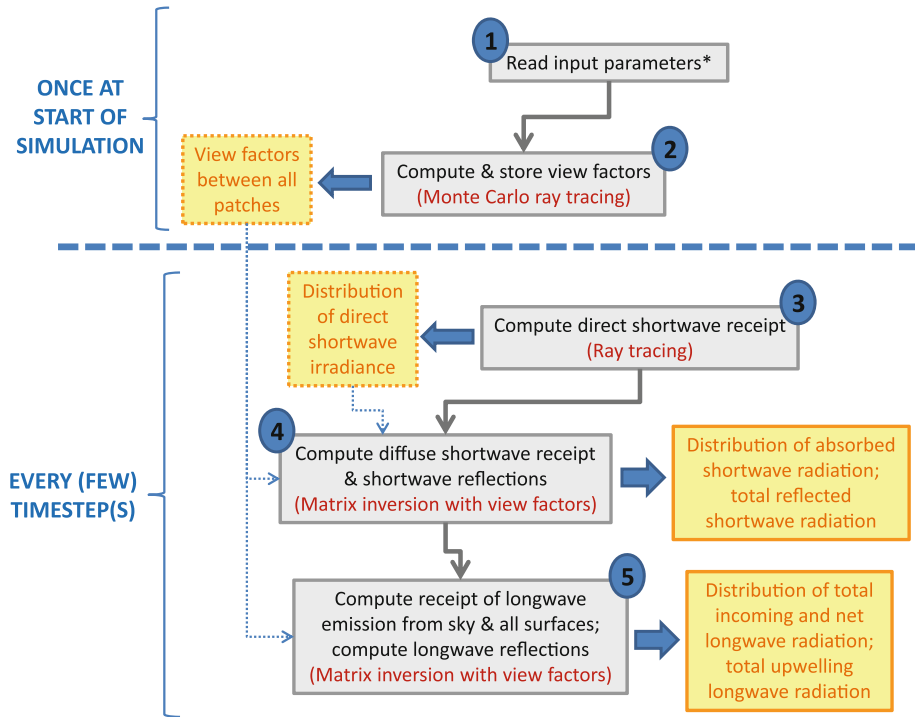 1
Read input parameters*
ONCE AT
START OF
SIMULATION
2
Compute & store view factors
(Monte Carlo ray tracing)
View factors
between all
patches
3
Compute direct shortwave receipt
(Ray tracing)
Distribution
of direct
shortwave
irradiance
EVERY (FEW)
TIMESTEP(S)
4
Compute diffuse shortwave receipt
& shortwave reflections
(Matrix inversion with view factors)
Distribution of absorbed
shortwave radiation;
total reflected
shortwave radiation
5
Compute receipt of longwave
emission from sky & all surfaces;
compute longwave reflections
(Matrix inversion with view factors)
Distribution of total
incoming and net
longwave radiation;
total upwelling
longwave radiation